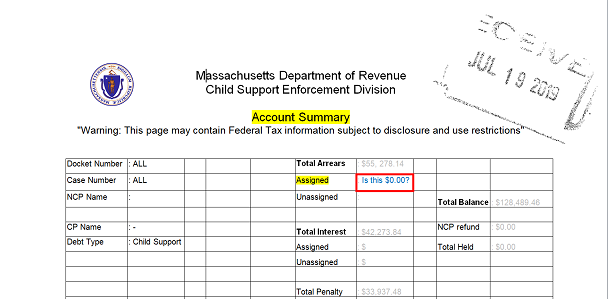 ECEIVE
JUL 19 2019
Massachusetts Department of Revenue
Child Support Enforcement Division
Account Summary
"Warning: This page may contain Federal Tax information subject to disclosure and use restrictions"
Docket Number : ALL Total Arrears $55, 278.14
Case Number : ALL Assigned Is this $0.00?
NCP Name : Unassigned Total Balance : $128,489.46
CP Name : - Total Interest $42,273.84 NCP refund : $0.00
Debt Type : Child Support Assigned $ Total Held : $0.00
Unassigned $
Total Penalty $33,937.48